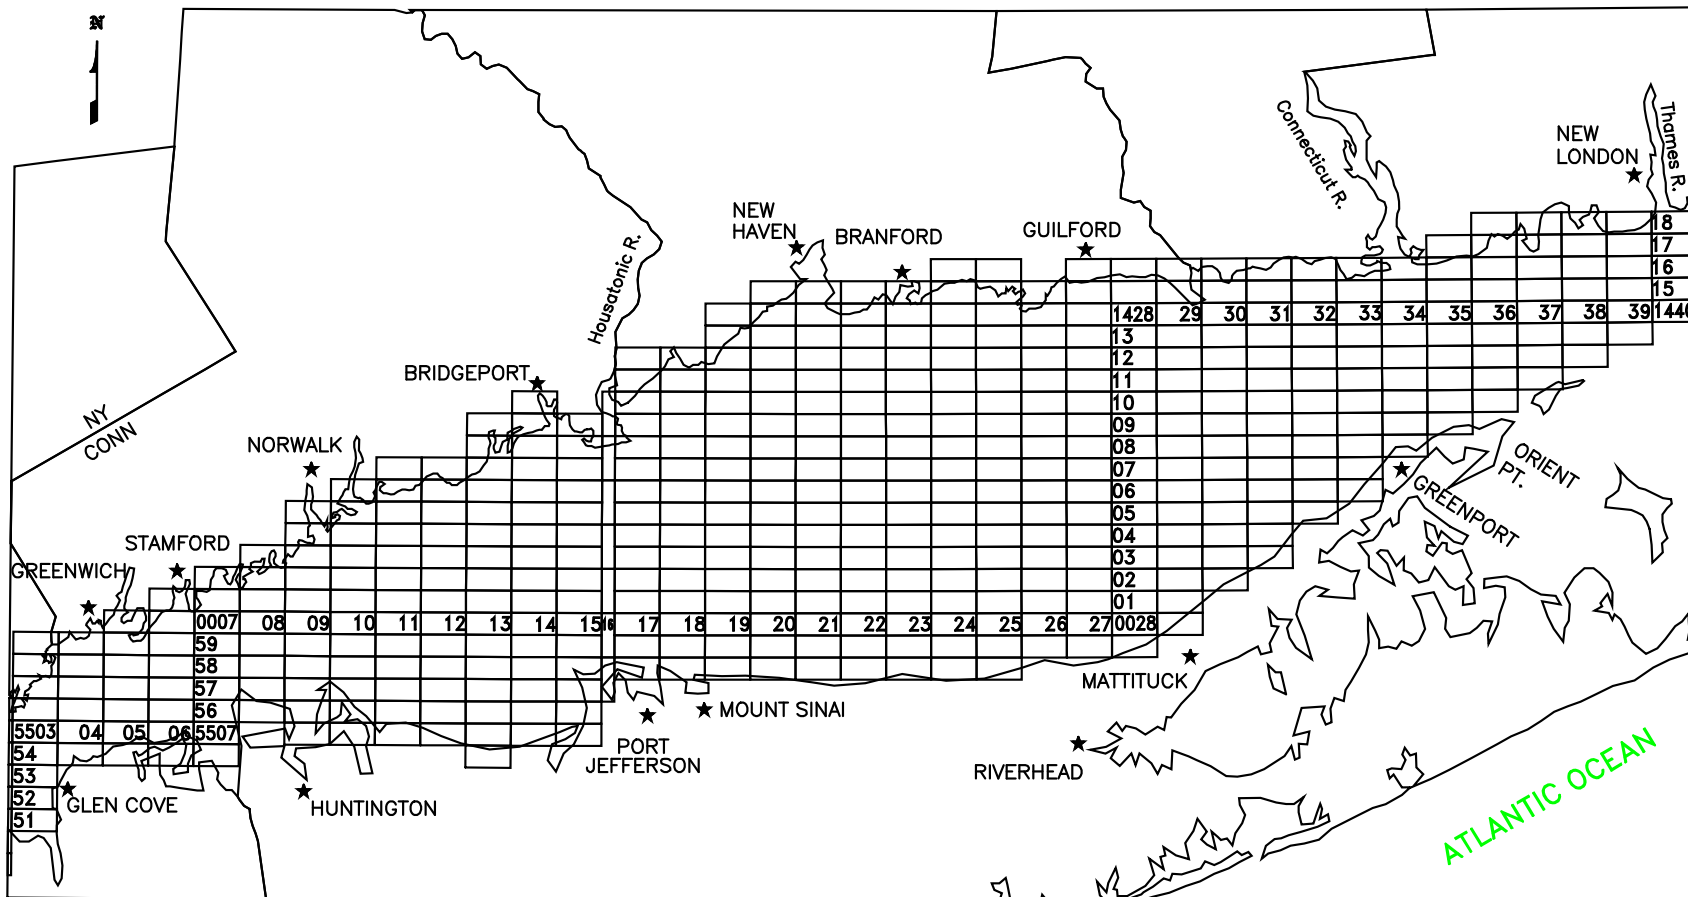 N
NEW
LONDON
Thames R.
Connecticut R.
NEW
HAVEN
BRANFORD
GUILFORD
Housatonic R.
18
17
16
15
1428 29 30 31 32 33 34 35 36 37 38 39 1440
13
12
11
10
09
08
07
06
05
04
03
02
01
BRIDGEPORT
NY
CONN
NORWALK
ORIENT
PT.
GREENPORT
STAMFORD
GREENWICH
0007 08 09 10 11 12 13 14 15 16 17 18 19 20 21 22 23 24 25 26 27 0028
59
58
57
56
5503 04 05 06 5507
54
53
52
51
MATTITUCK
MOUNT SINAI
PORT
JEFFERSON
RIVERHEAD
GLEN COVE
HUNTINGTON
ATLANTIC OCEAN